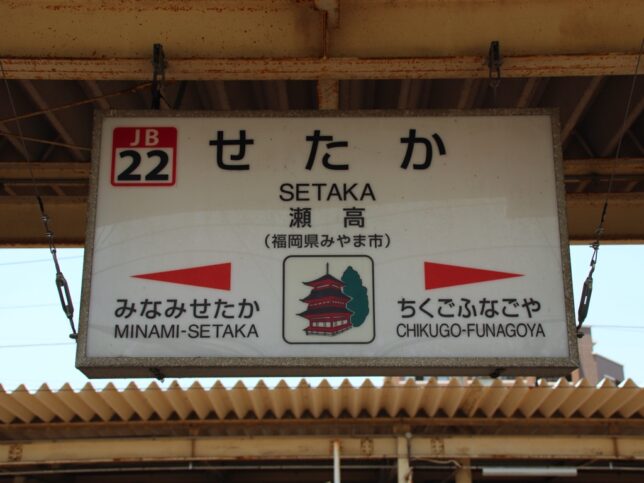 JB
22
せたか
SETAKA
瀬高
(福岡県みやま市)
みなみせたか
MINAMI-SETAKA
ちくごふなごや
CHIKUGO-FUNAGOYA